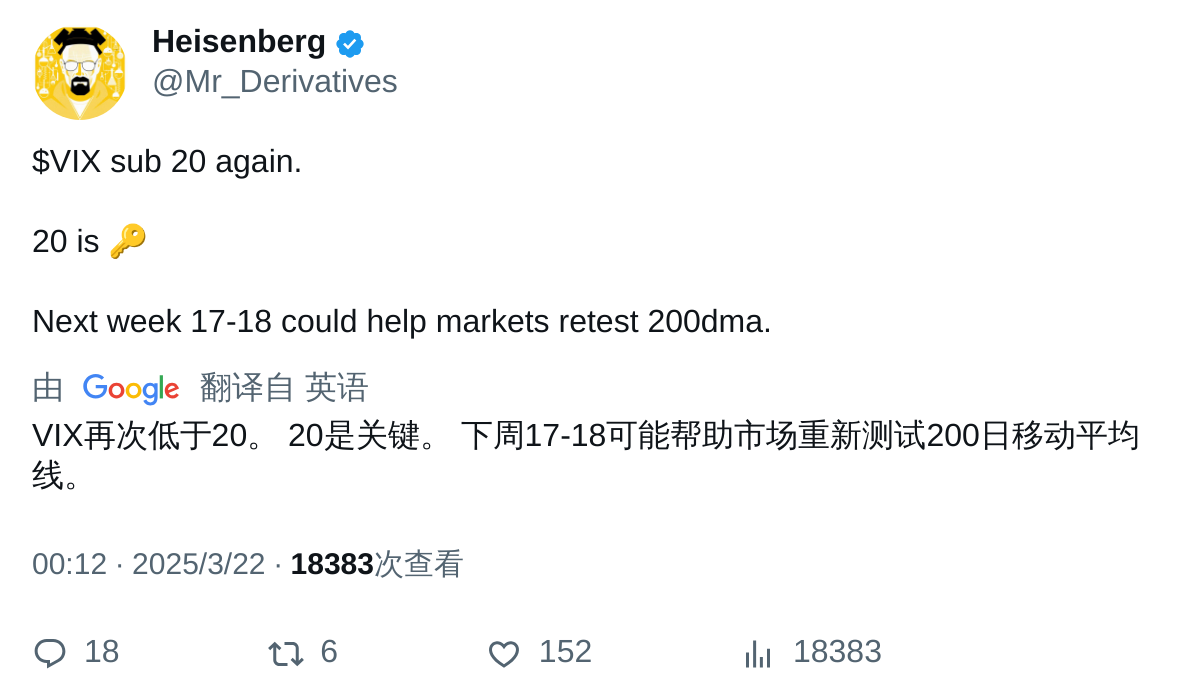 Heisenberg
@Mr_Derivatives
$VIX sub 20 again.
20 is 🔑
Next week 17-18 could help markets retest 200dma.
由 Google 翻译自 英语
VIX再次低于20。 20是关键。 下周17-18可能帮助市场重新测试200日移动平均
线。
00:12 · 2025/3/22 · 18383次查看
18 6 152 18383